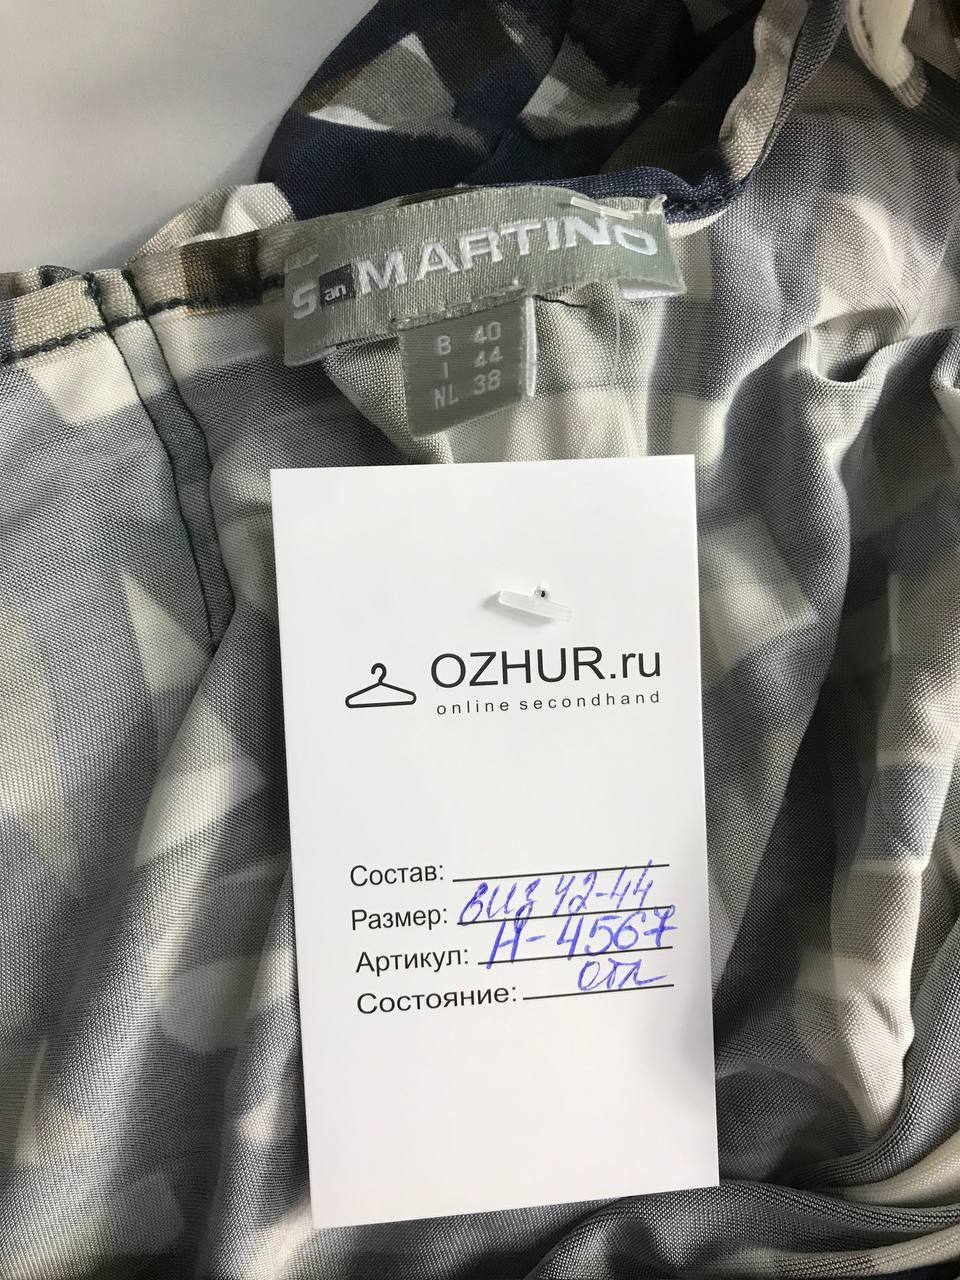 San MARTINO
B 40
I 44
NL 38
OZHUR.ru
online secondhand
Состав:
Размер: виз 42-44
Артикул: Н-4567
Состояние: отл